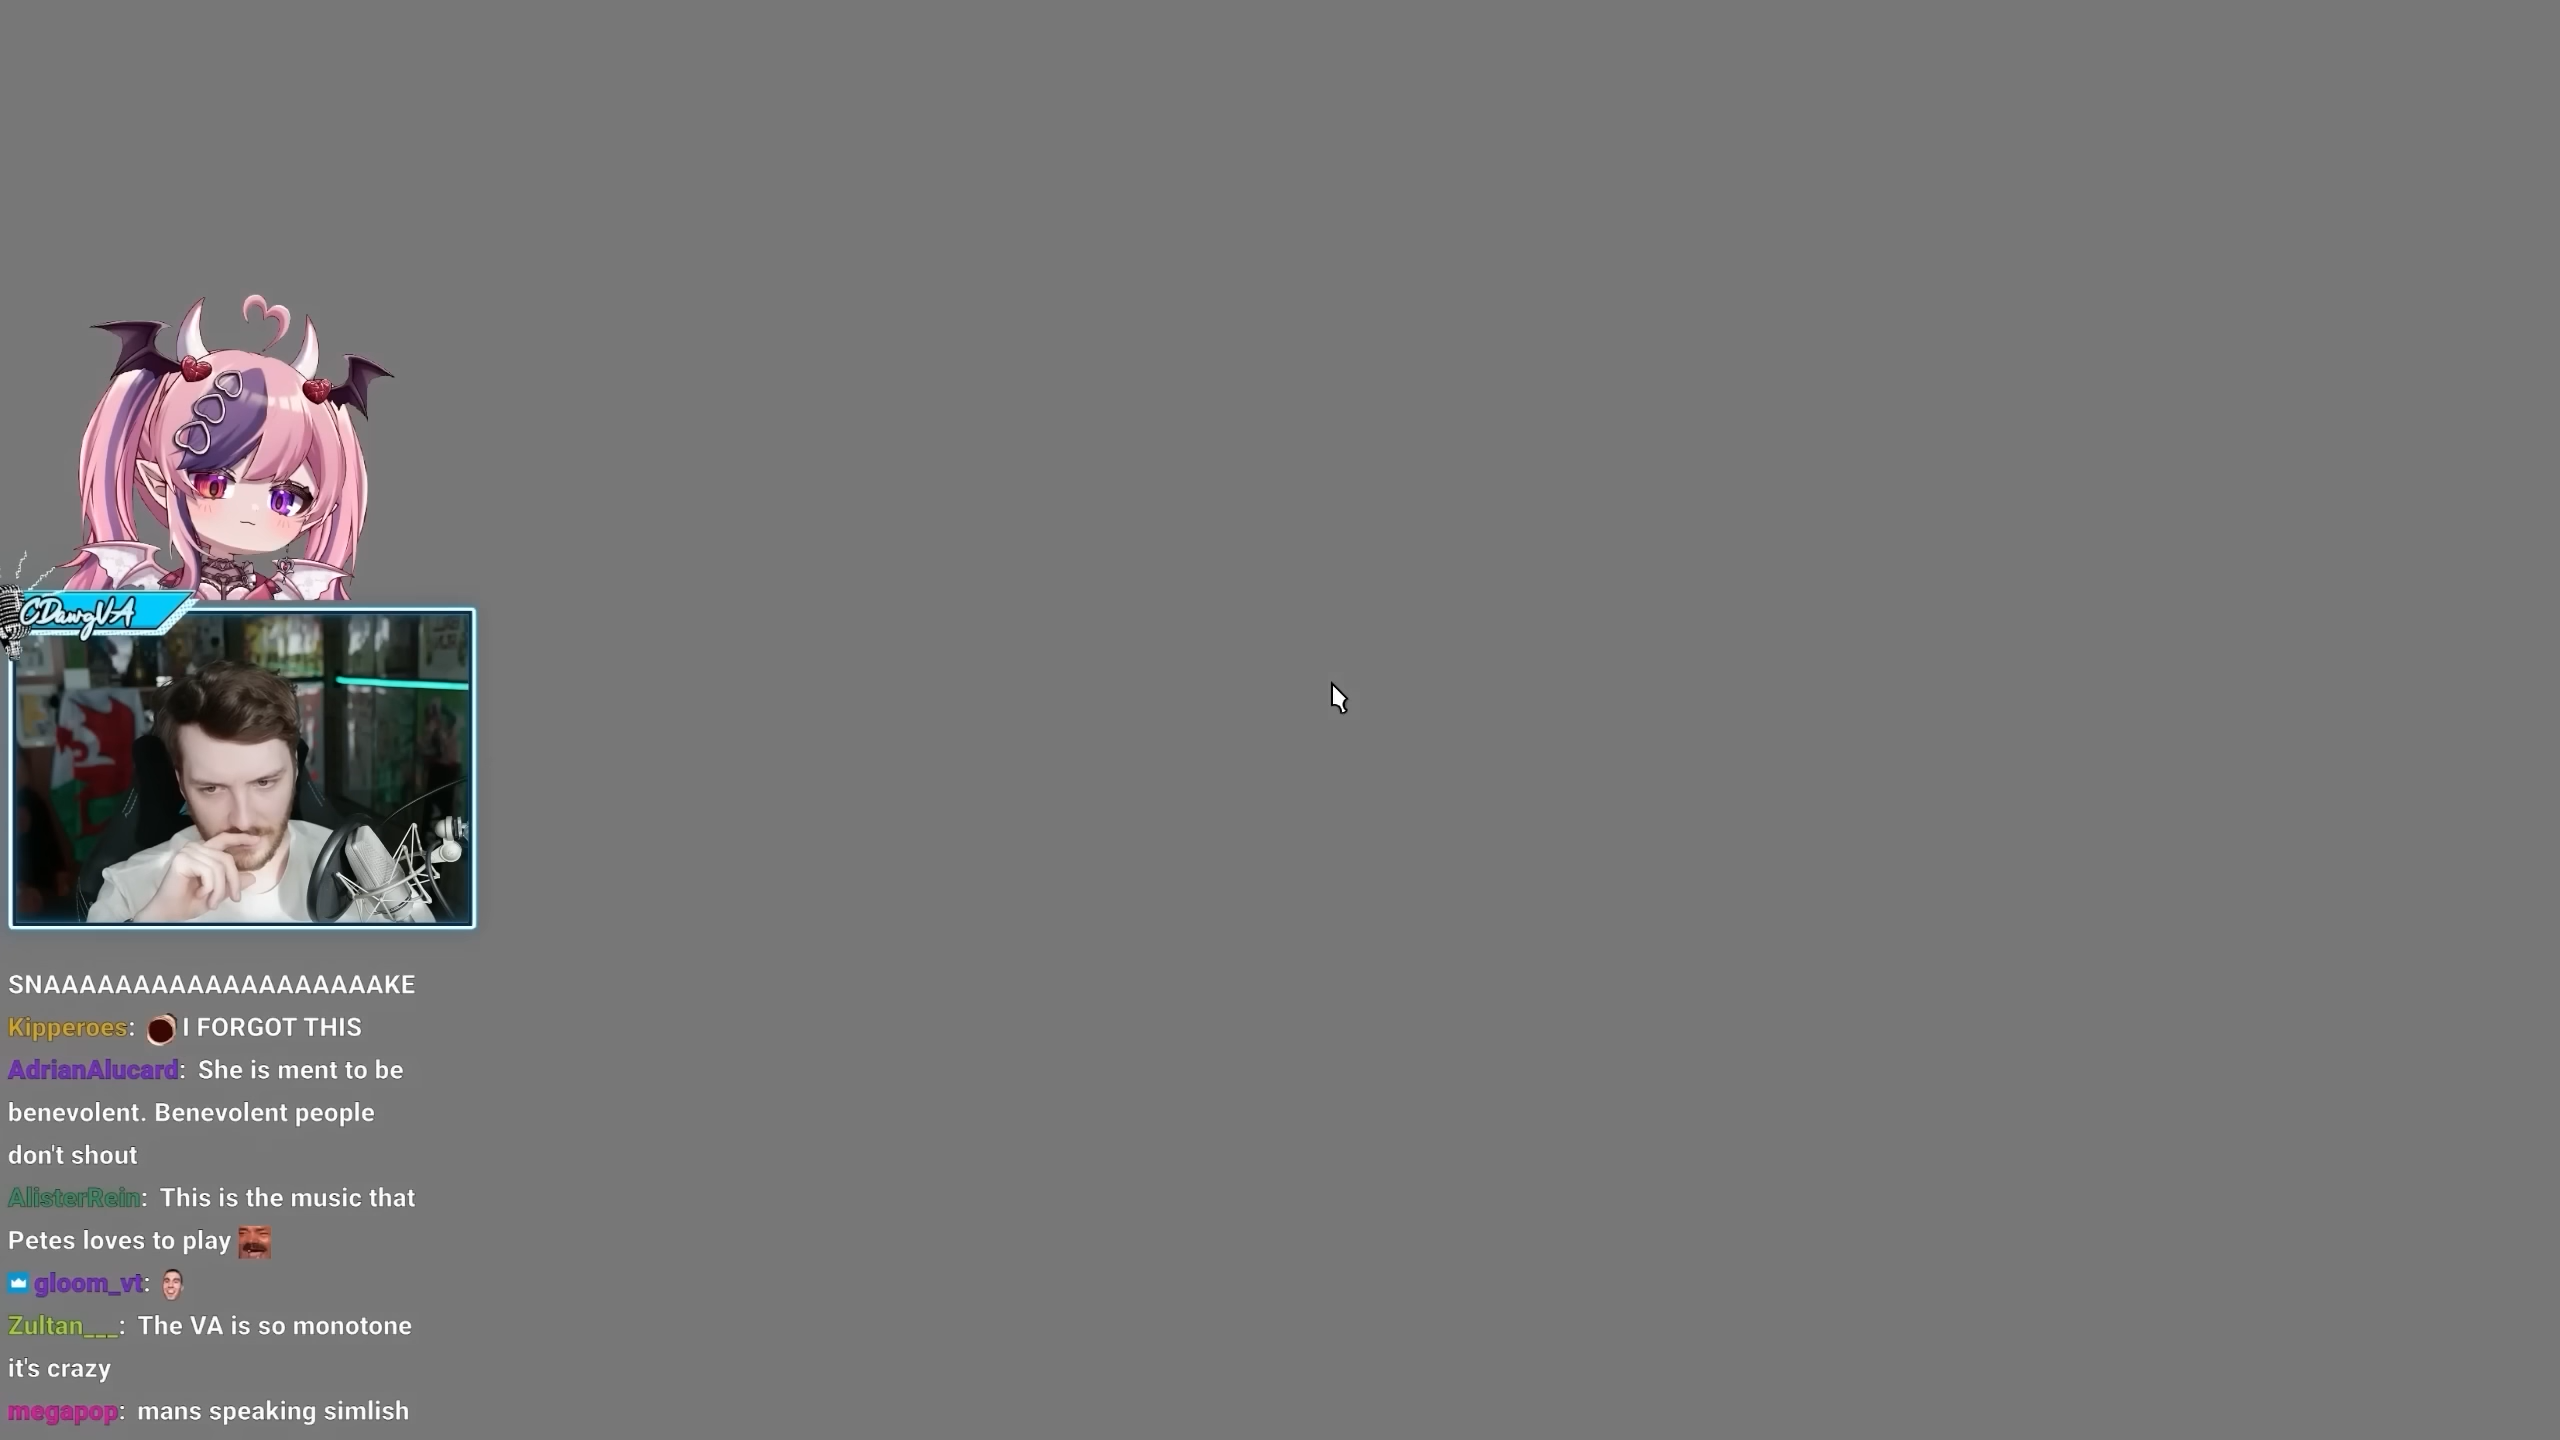 CDawgVA
SNAAAAAAAAAAAAAAAAAAAKE
Kipperoes: I FORGOT THIS
AdrianAlucard: She is ment to be
benevolent. Benevolent people
don't shout
AlisterRein: This is the music that
Petes loves to play
gloom_vt:
Zultan___: The VA is so monotone
it's crazy
megapop: mans speaking simlish